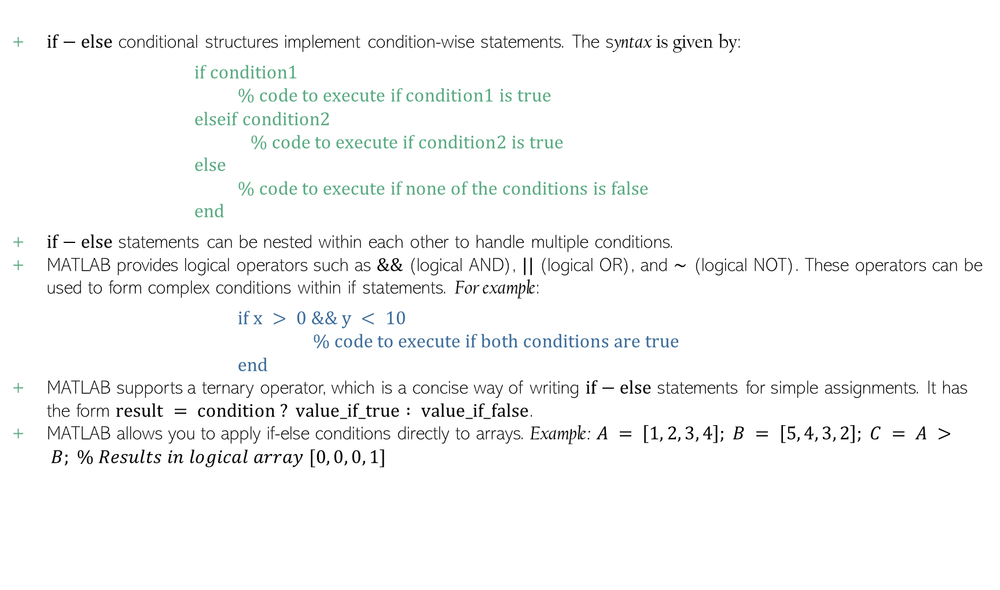 + if − else conditional structures implement condition-wise statements. The syntax is given by:
if condition1
% code to execute if condition1 is true
elseif condition2
% code to execute if condition2 is true
else
% code to execute if none of the conditions is false
end
+ if − else statements can be nested within each other to handle multiple conditions.
+ MATLAB provides logical operators such as && (logical AND), || (logical OR), and ~ (logical NOT). These operators can be
used to form complex conditions within if statements. For example:
if x > 0 && y < 10
% code to execute if both conditions are true
end
+ MATLAB supports a ternary operator, which is a concise way of writing if − else statements for simple assignments. It has
the form result = condition ? value_if_true : value_if_false.
+ MATLAB allows you to apply if-else conditions directly to arrays. Example: A = [1, 2, 3, 4]; B = [5, 4, 3, 2]; C = A >
B; % Results in logical array [0, 0, 0, 1]